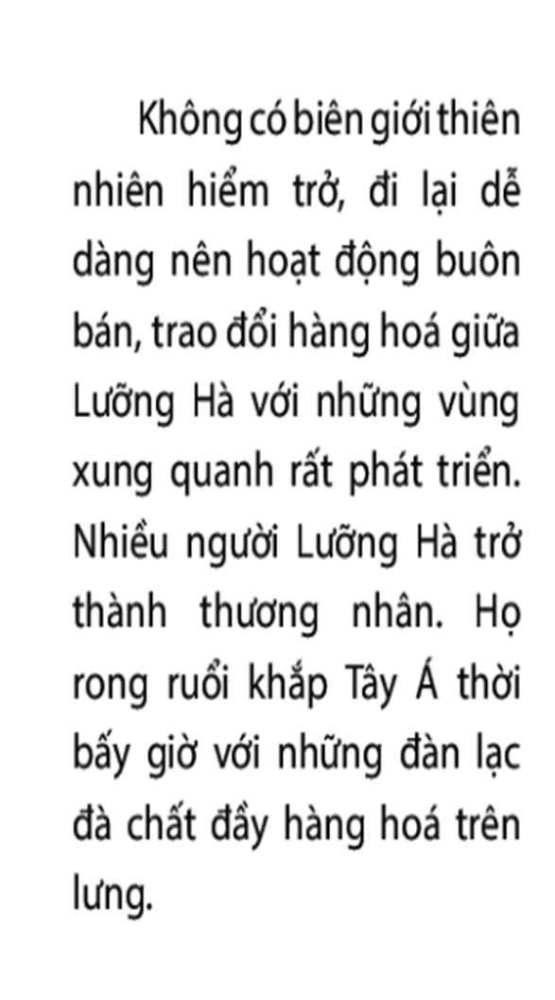 Không có biên giới thiên
nhiên hiểm trở, đi lại dễ
dàng nên hoạt động buôn
bán, trao đổi hàng hoá giữa
Lưỡng Hà với những vùng
xung quanh rất phát triển.
Nhiều người Lưỡng Hà trở
thành thương nhân. Họ
rong ruổi khắp Tây Á thời
bấy giờ với những đàn lạc
đà chất đầy hàng hoá trên
lưng.